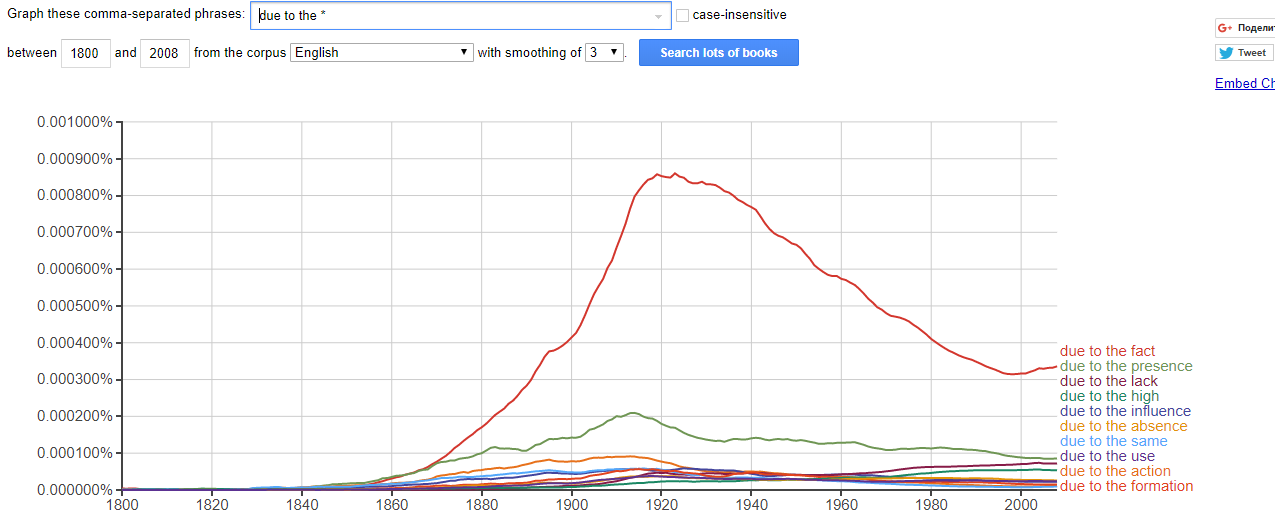 Graph these comma-separated phrases: due to the * case-insensitive
between 1800 and 2008 from the corpus English with smoothing of 3 . Search lots of books
G+ Подели
Tweet
Embed Ch
0.001000%
0.000900%
0.000800%
0.000700%
0.000600%
0.000500%
0.000400%
0.000300%
0.000200%
0.000100%
0.000000%
1800 1820 1840 1860 1880 1900 1920 1940 1960 1980 2000
due to the fact
due to the presence
due to the lack
due to the high
due to the influence
due to the absence
due to the same
due to the use
due to the action
due to the formation